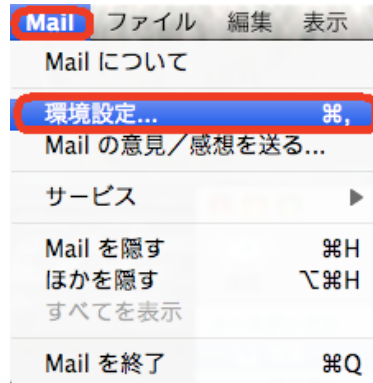 Mail ファイル 編集 表示
Mail について
環境設定... ⌘,
Mail の意見／感想を送る...
サービス ▶
Mail を隠す ⌘H
ほかを隠す ⌥⌘H
すべてを表示
Mail を終了 ⌘Q